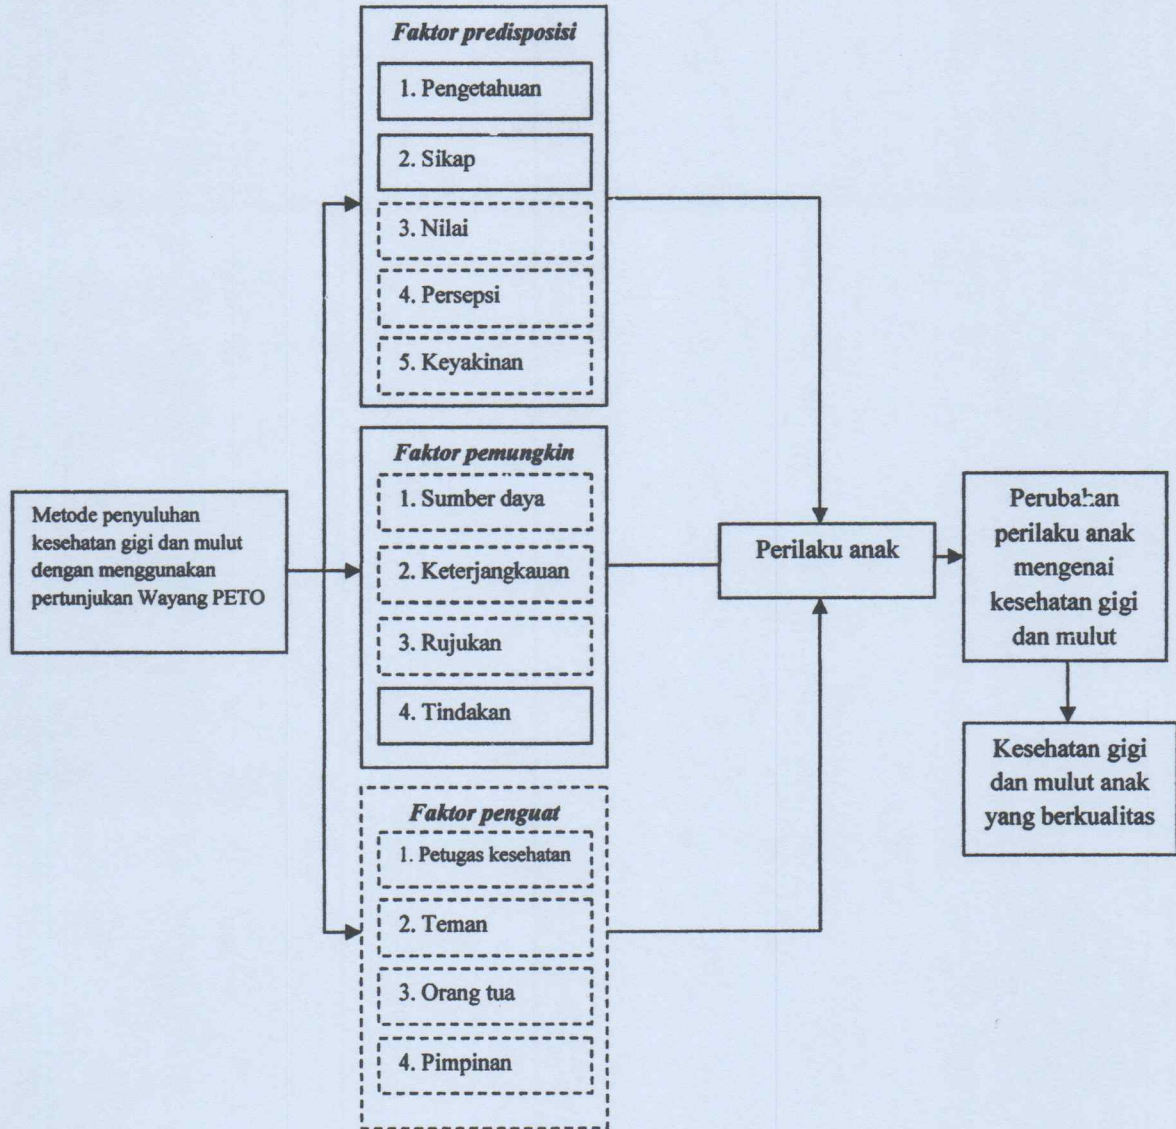 Faktor predisposisi
1. Pengetahuan
2. Sikap
3. Nilai
4. Persepsi
5. Keyakinan
Metode penyuluhan
kesehatan gigi dan mulut
dengan menggunakan
pertunjukan Wayang PETO
Faktor pemungkin
1. Sumber daya
2. Keterjangkauan
3. Rujukan
4. Tindakan
Faktor penguat
1. Petugas kesehatan
2. Teman
3. Orang tua
4. Pimpinan
Perilaku anak
Perubahan
perilaku anak
mengenai
kesehatan gigi
dan mulut
Kesehatan gigi
dan mulut anak
yang berkualitas